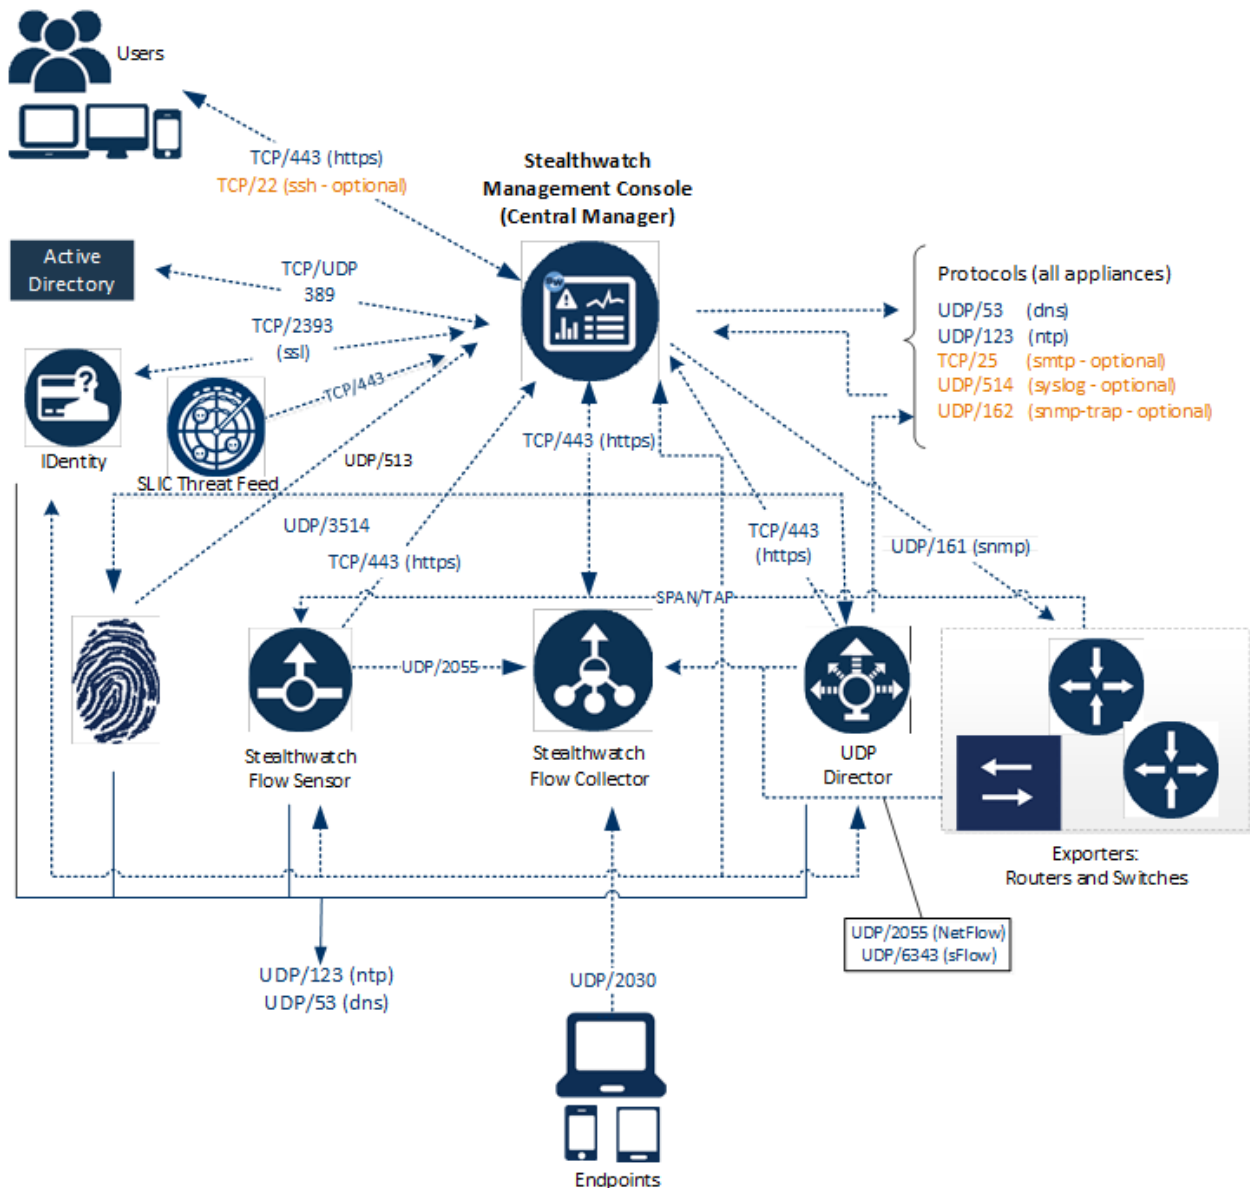 Users
TCP/443 (https)
TCP/22 (ssh - optional)
Stealthwatch
Management Console
(Central Manager)
Active
Directory
TCP/UDP
389
TCP/2393
(ssl)
Protocols (all appliances)
UDP/53 (dns)
UDP/123 (ntp)
TCP/25 (smtp - optional)
UDP/514 (syslog - optional)
UDP/162 (snmp-trap - optional)
TCP/443
IDentity
SLIC Threat Feed
UDP/513
TCP/443 (https)
UDP/3514
TCP/443 (https)
TCP/443
(https)
UDP/161 (snmp)
SPAN/TAP
UDP/2055
Stealthwatch
Flow Sensor
Stealthwatch
Flow Collector
UDP
Director
Exporters:
Routers and Switches
UDP/2055 (NetFlow)
UDP/6343 (sFlow)
UDP/123 (ntp)
UDP/53 (dns)
UDP/2030
Endpoints